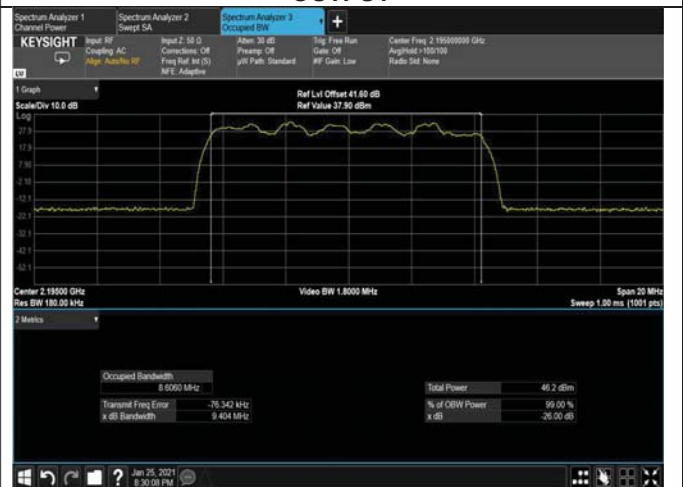 Spectrum Analyzer 1
Channel Power
Spectrum Analyzer 2
Swept SA
Spectrum Analyzer 3
Occupied BW
+
KEYSIGHT
LXI
Input: RF
Coupling: AC
Align: Auto/No RF
Input Z: 50 Ω
Corrections: Off
Freq Ref: Int (S)
NFE: Adaptive
Atten: 30 dB
Preamp: Off
µW Path: Standard
Trig: Free Run
Gate: Off
#IF Gain: Low
Center Freq: 2.195000000 GHz
Avg|Hold:>100/100
Radio Std: None
1 Graph
Scale/Div 10.0 dB
Ref Lvl Offset 41.60 dB
Ref Value 37.90 dBm
Log
27.9
17.9
7.90
-2.10
-12.1
-22.1
-32.1
-42.1
-52.1
Center 2.19500 GHz
Res BW 180.00 kHz
Video BW 1.8000 MHz
Span 20 MHz
Sweep 1.00 ms (1001 pts)
2 Metrics
Occupied Bandwidth
8.6060 MHz
Transmit Freq Error -76.342 kHz
x dB Bandwidth 9.404 MHz
Total Power 46.2 dBm
% of OBW Power 99.00 %
x dB -26.00 dB
?
Jan 25, 2021
8:30:08 PM